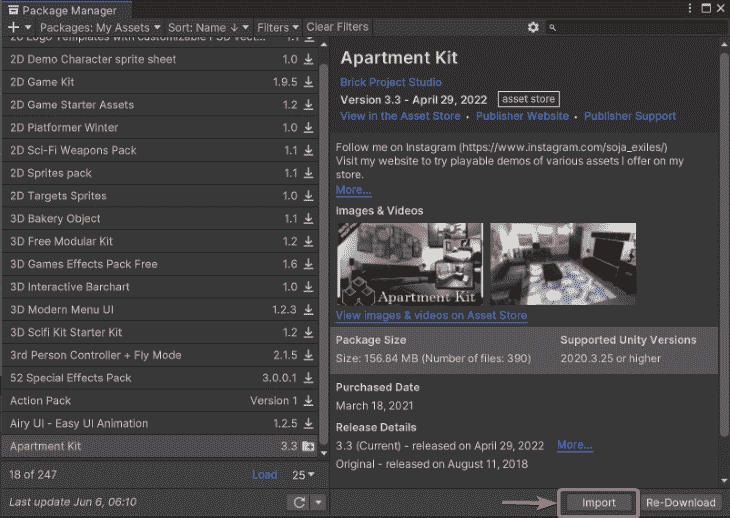 Package Manager
Packages: My Assets Sort: Name ↓ Filters Clear Filters
2D Logo Templates with Customizable PSD Vect... 1.1
2D Demo Character sprite sheet 1.0
2D Game Kit 1.9.5
2D Game Starter Assets 1.2
2D Platformer Winter 1.0
2D Sci-Fi Weapons Pack 1.1
2D Sprites pack 1.1
2D Targets Sprites 1.0
3D Bakery Object 1.1
3D Free Modular Kit 1.2
3D Games Effects Pack Free 1.6
3D Interactive Barchart 1.0
3D Modern Menu UI 1.2.3
3D Scifi Kit Starter Kit 1.2
3rd Person Controller + Fly Mode 2.1.5
52 Special Effects Pack 3.0.0.1
Action Pack Version 1
Airy UI - Easy UI Animation 1.2.5
Apartment Kit 3.3
18 of 247 Load 25
Last update Jun 6, 06:10
Apartment Kit
Brick Project Studio
Version 3.3 - April 29, 2022 asset store
View in the Asset Store • Publisher Website • Publisher Support
Follow me on Instagram (https://www.instagram.com/soja_exiles/)
Visit my website to try playable demos of various assets I offer on my
store.
More...
Images & Videos
Apartment Kit
View images & videos on Asset Store
Package Size Supported Unity Versions
Size: 156.84 MB (Number of files: 390) 2020.3.25 or higher
Purchased Date
March 18, 2021
Release Details
3.3 (Current) - released on April 29, 2022 More...
Original - released on August 11, 2018
Import Re-Download